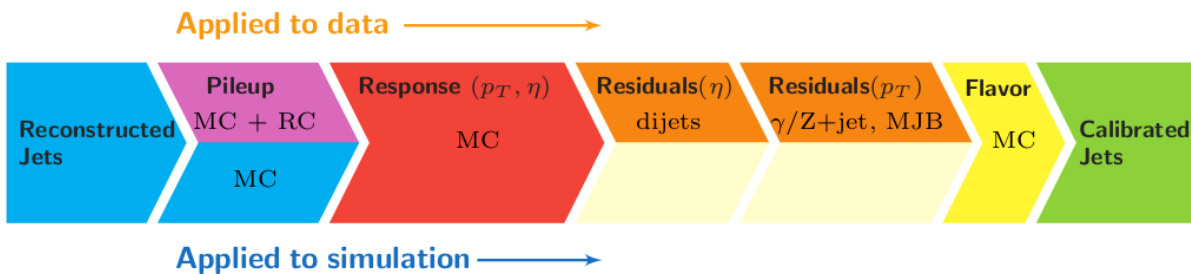 Applied to data
Reconstructed
Jets
Pileup
MC + RC
MC
Response (p_T, η)
MC
Residuals(η)
dijets
Residuals(p_T)
γ/Z+jet, MJB
Flavor
MC
Calibrated
Jets
Applied to simulation